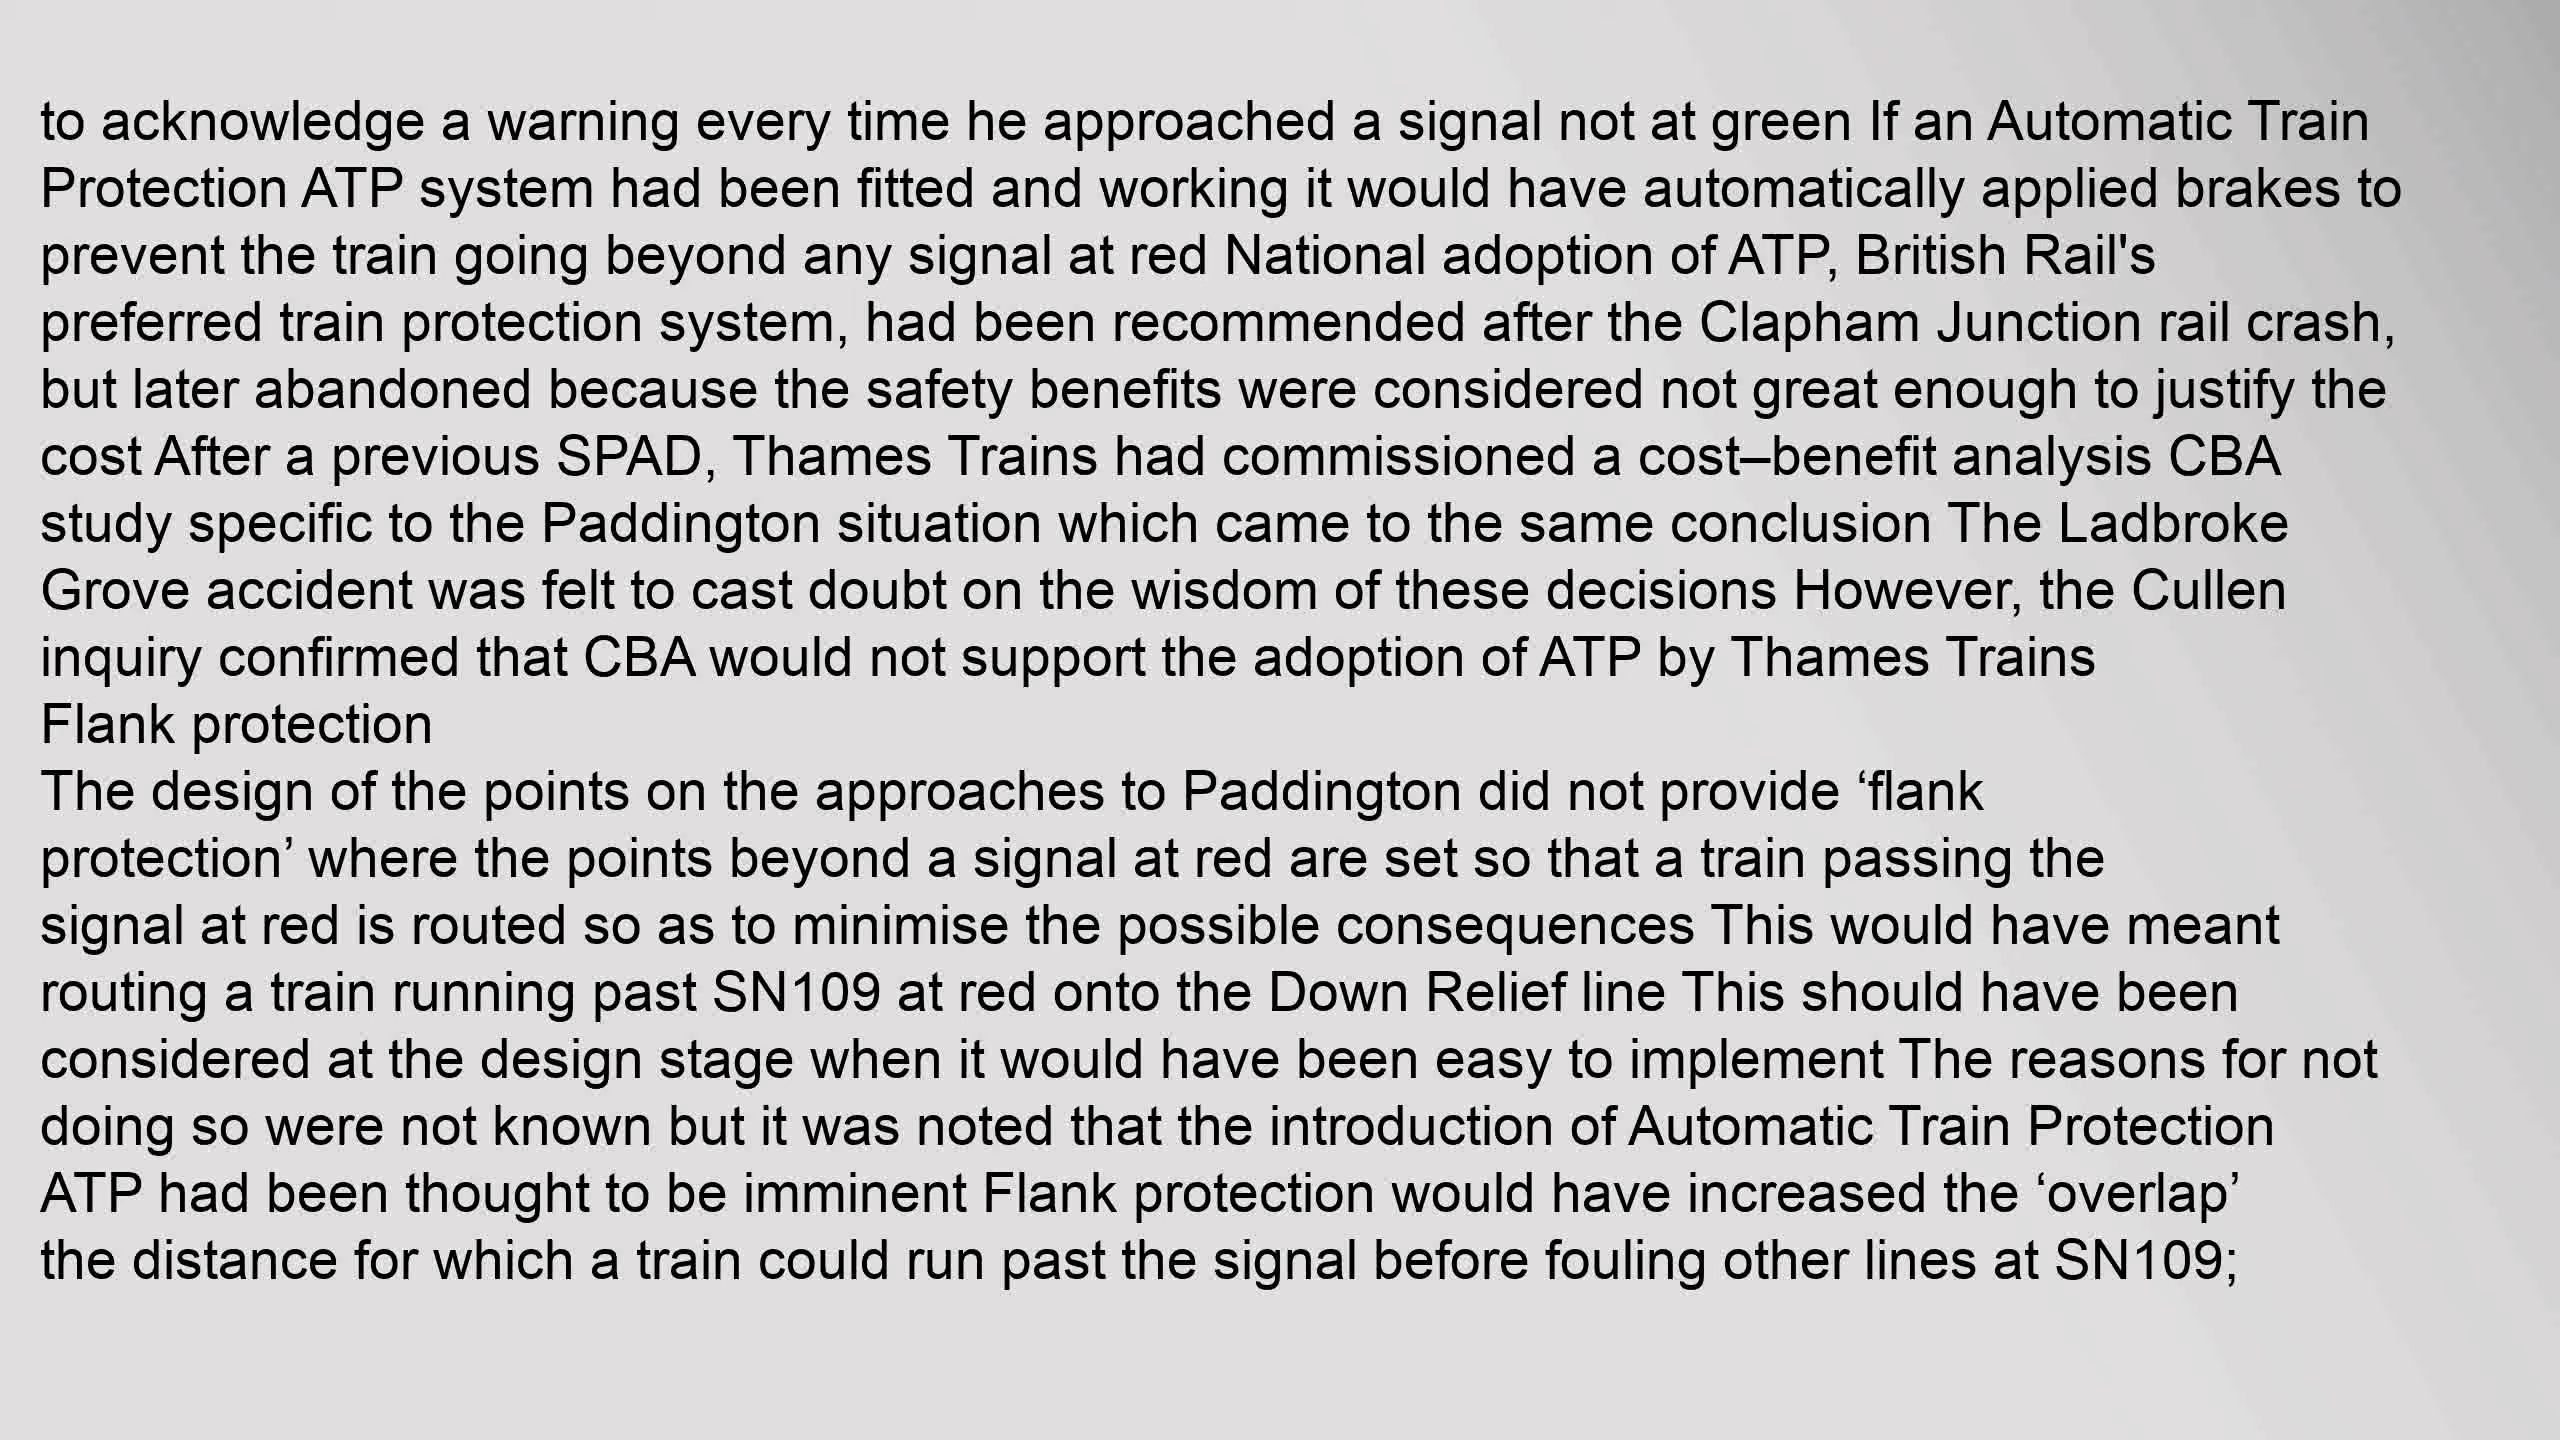 to acknowledge a warning every time he approached a signal not at green If an Automatic Train
Protection ATP system had been fitted and working it would have automatically applied brakes to
prevent the train going beyond any signal at red National adoption of ATP, British Rail's
preferred train protection system, had been recommended after the Clapham Junction rail crash,
but later abandoned because the safety benefits were considered not great enough to justify the
cost After a previous SPAD, Thames Trains had commissioned a cost–benefit analysis CBA
study specific to the Paddington situation which came to the same conclusion The Ladbroke
Grove accident was felt to cast doubt on the wisdom of these decisions However, the Cullen
inquiry confirmed that CBA would not support the adoption of ATP by Thames Trains
Flank protection
The design of the points on the approaches to Paddington did not provide ‘flank
protection’ where the points beyond a signal at red are set so that a train passing the
signal at red is routed so as to minimise the possible consequences This would have meant
routing a train running past SN109 at red onto the Down Relief line This should have been
considered at the design stage when it would have been easy to implement The reasons for not
doing so were not known but it was noted that the introduction of Automatic Train Protection
ATP had been thought to be imminent Flank protection would have increased the ‘overlap’
the distance for which a train could run past the signal before fouling other lines at SN109;